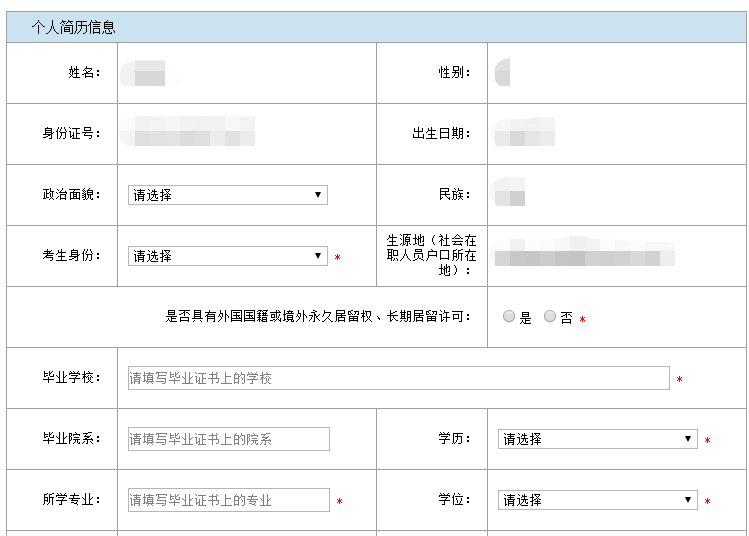 个人简历信息
姓名：
性别：
身份证号：
出生日期：
政治面貌：
请选择
民族：
考生身份：
请选择 *
生源地（社会在
职人员户口所在
地）：
是否具有外国国籍或境外永久居留权、长期居留许可：
是 否 *
毕业学校：
请填写毕业证书上的学校 *
毕业院系：
请填写毕业证书上的院系
学历：
请选择 *
所学专业：
请填写毕业证书上的专业 *
学位：
请选择 *